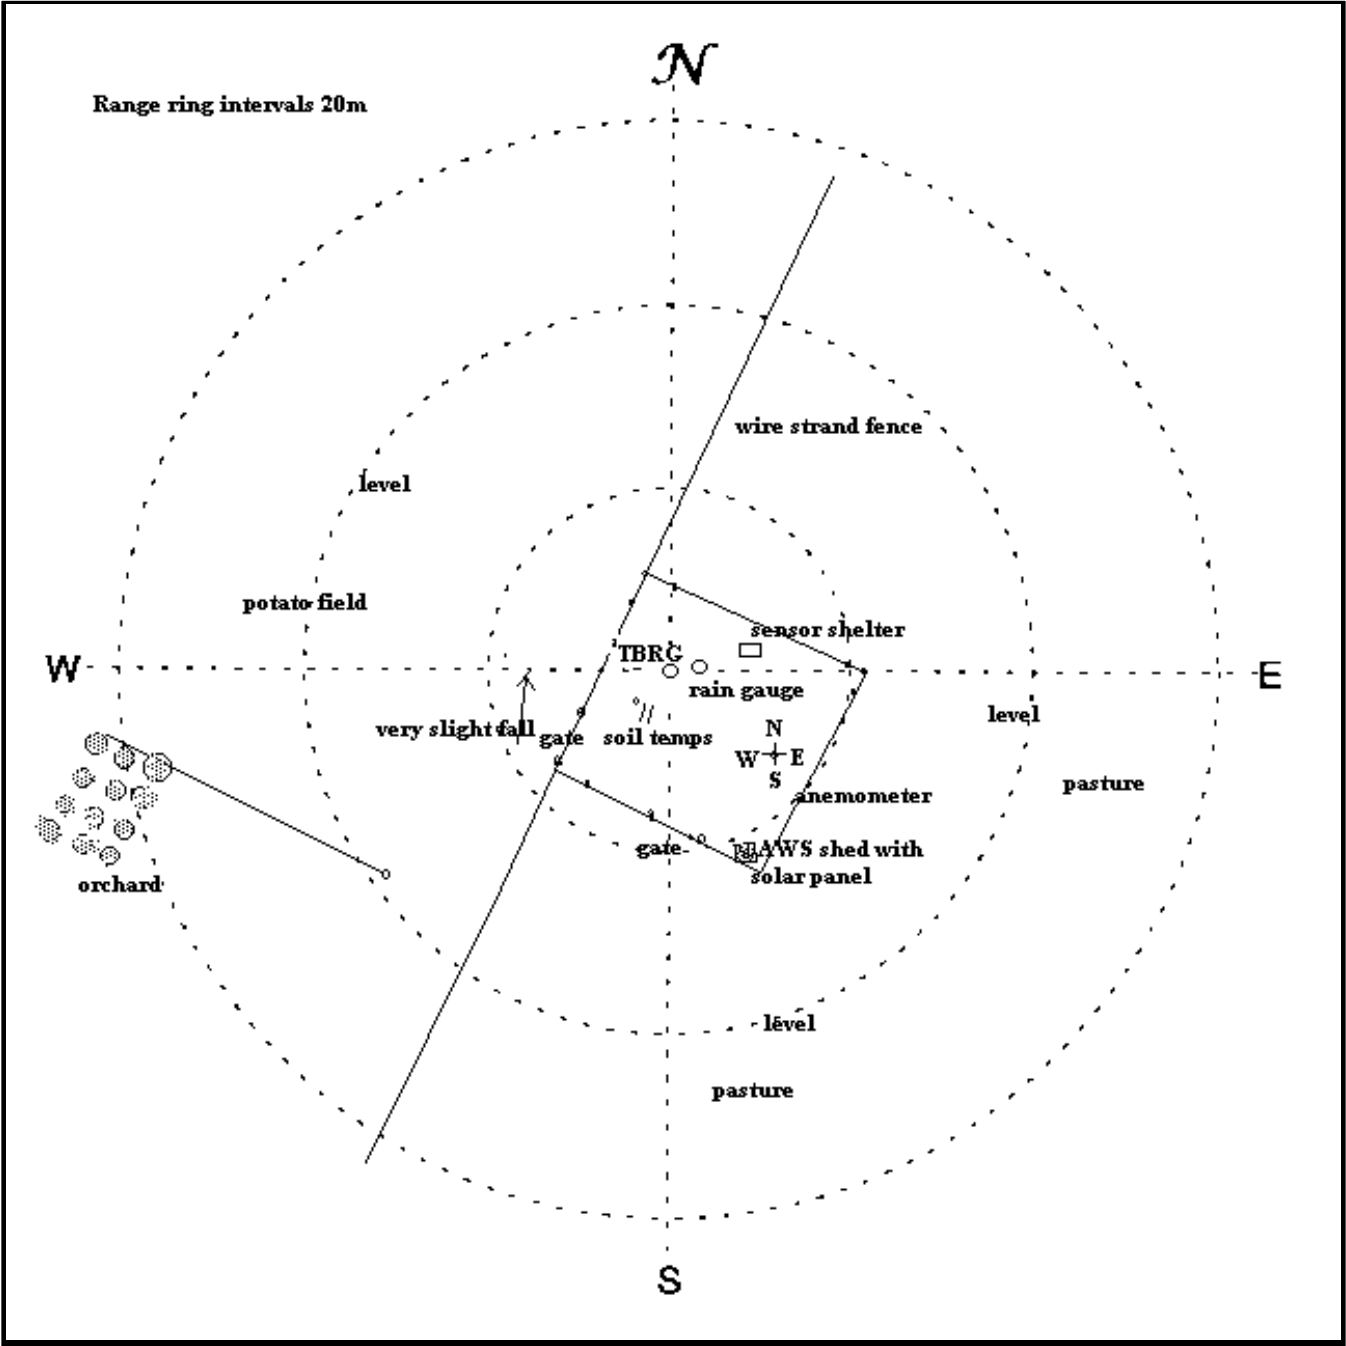 N
Range ring intervals 20m
wire strand fence
level
potato field
sensor shelter
TBRG
W
E
rain gauge
level
very slight fall
gate
soil temps
N
W E
S
pasture
anemometer
gate
AWS shed with
solar panel
orchard
level
pasture
S